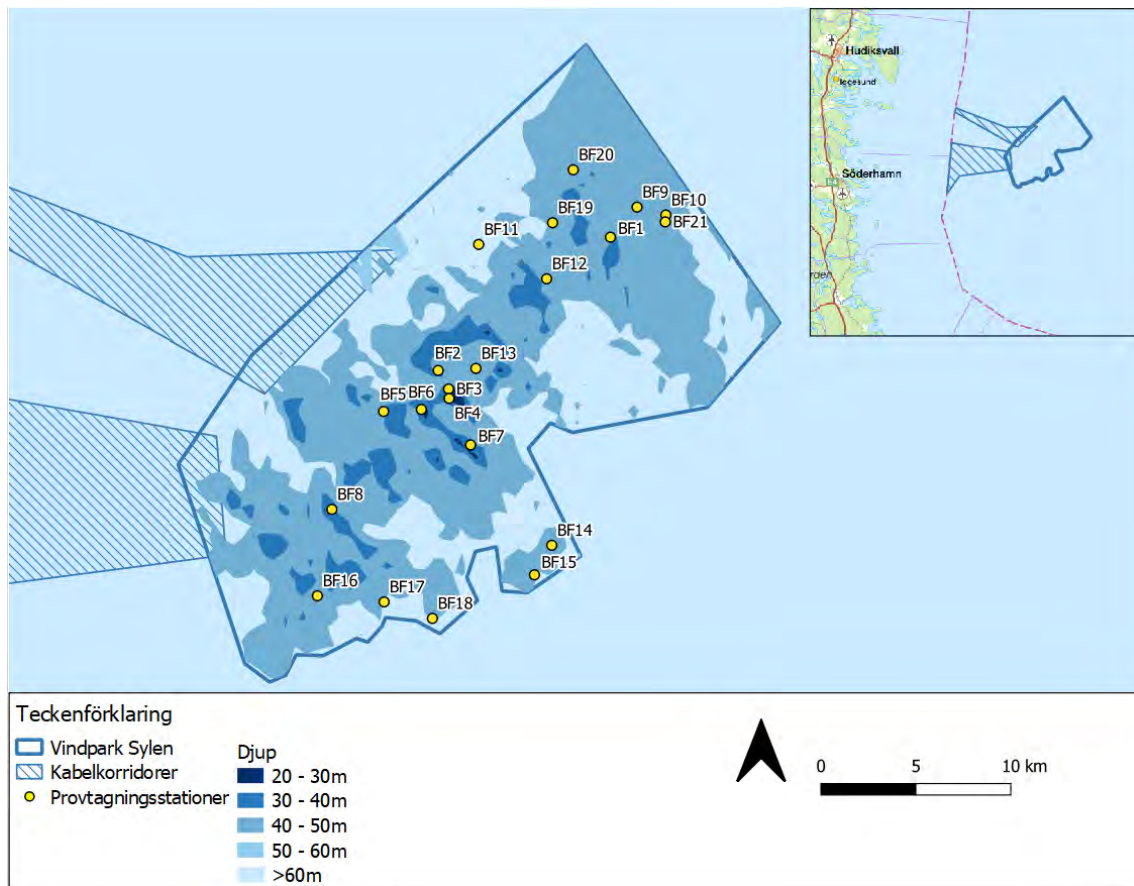 Hudiksvall
Iggesund
Söderhamn
BF20
BF9
BF10
BF19
BF21
BF11
BF1
BF12
BF2
BF13
BF3
BF5
BF6
BF4
BF7
BF8
BF14
BF15
BF16
BF17
BF18
Teckenförklaring
Vindpark Sylen
Kabelkorridorer
Provtagningsstationer
Djup
20 - 30m
30 - 40m
40 - 50m
50 - 60m
>60m
0 5 10 km